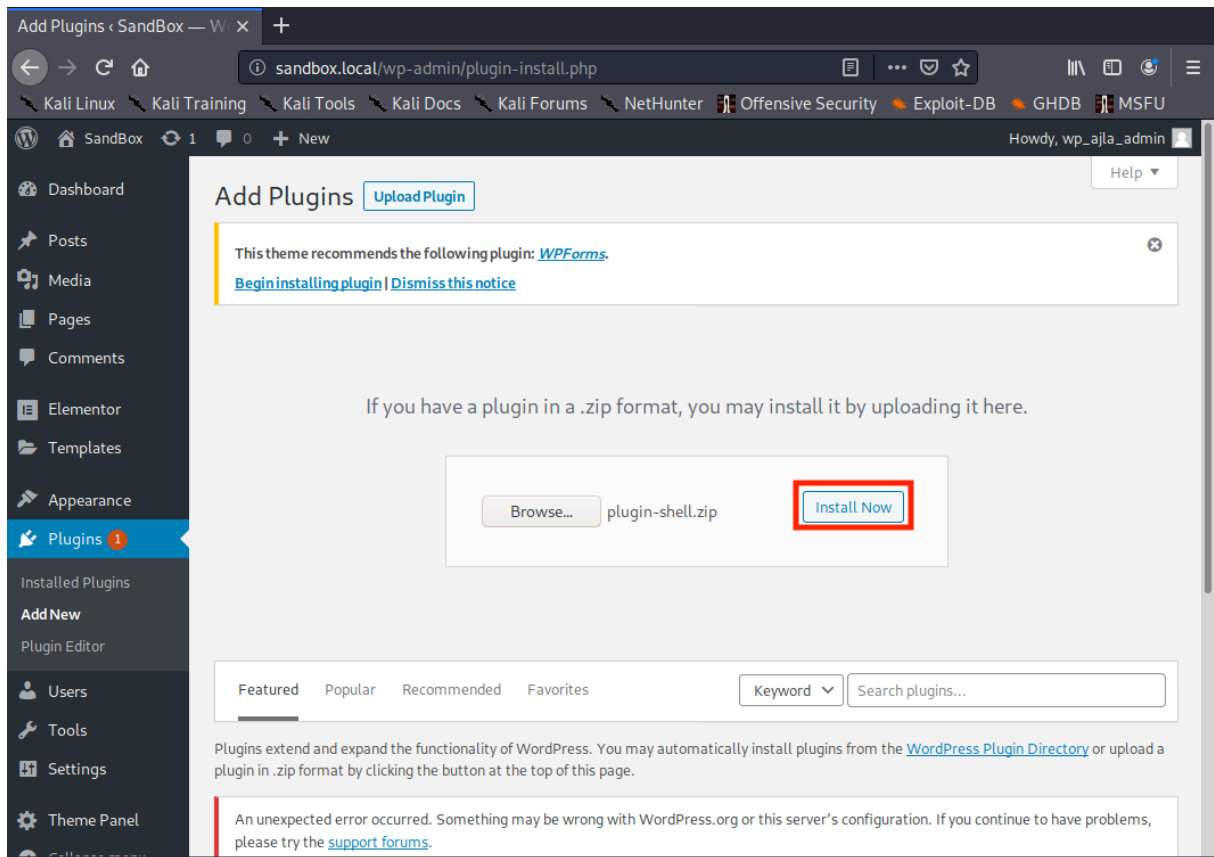 Add Plugins ‹ SandBox — W
sandbox.local/wp-admin/plugin-install.php
Kali Linux Kali Training Kali Tools Kali Docs Kali Forums NetHunter Offensive Security Exploit-DB GHDB MSFU
SandBox 1 0 + New Howdy, wp_ajla_admin
Help
Dashboard
Posts
Media
Pages
Comments
Elementor
Templates
Appearance
Plugins 1
Installed Plugins
Add New
Plugin Editor
Users
Tools
Settings
Theme Panel
Collapse menu
Add Plugins Upload Plugin
This theme recommends the following plugin: WPForms.
Begin installing plugin | Dismiss this notice
If you have a plugin in a .zip format, you may install it by uploading it here.
Browse... plugin-shell.zip Install Now
Featured Popular Recommended Favorites Keyword Search plugins...
Plugins extend and expand the functionality of WordPress. You may automatically install plugins from the WordPress Plugin Directory or upload a
plugin in .zip format by clicking the button at the top of this page.
An unexpected error occurred. Something may be wrong with WordPress.org or this server’s configuration. If you continue to have problems,
please try the support forums.